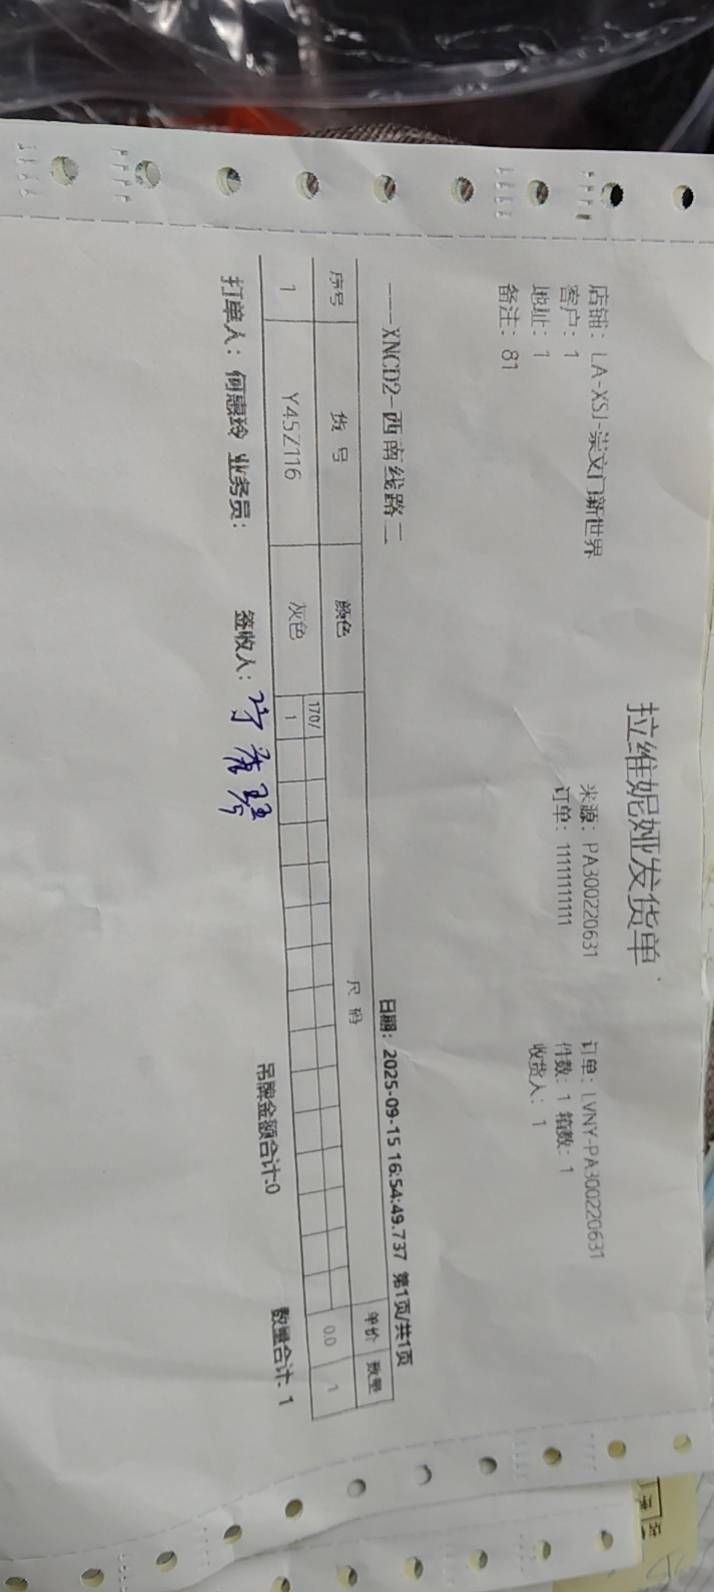 拉维妮娅发货单
店铺：LA-XSJ-崇文门新世界 来源：PA300220631 订单：LVNY-PA300220631
客户：1 订单：11111111111 件数：1 箱数：1
地址：1 收货人：1
备注：81
——XNCD2-西南线路二 日期：2025-09-15 16:54:49.737 第1页/共1页
序号 货号 颜色 尺码 单价 数量
170/
1 Y45Z116 灰色 1 0.0 1
打单人：何惠玲 业务员： 签收人： 吊牌金额合计:0 数量合计: 1